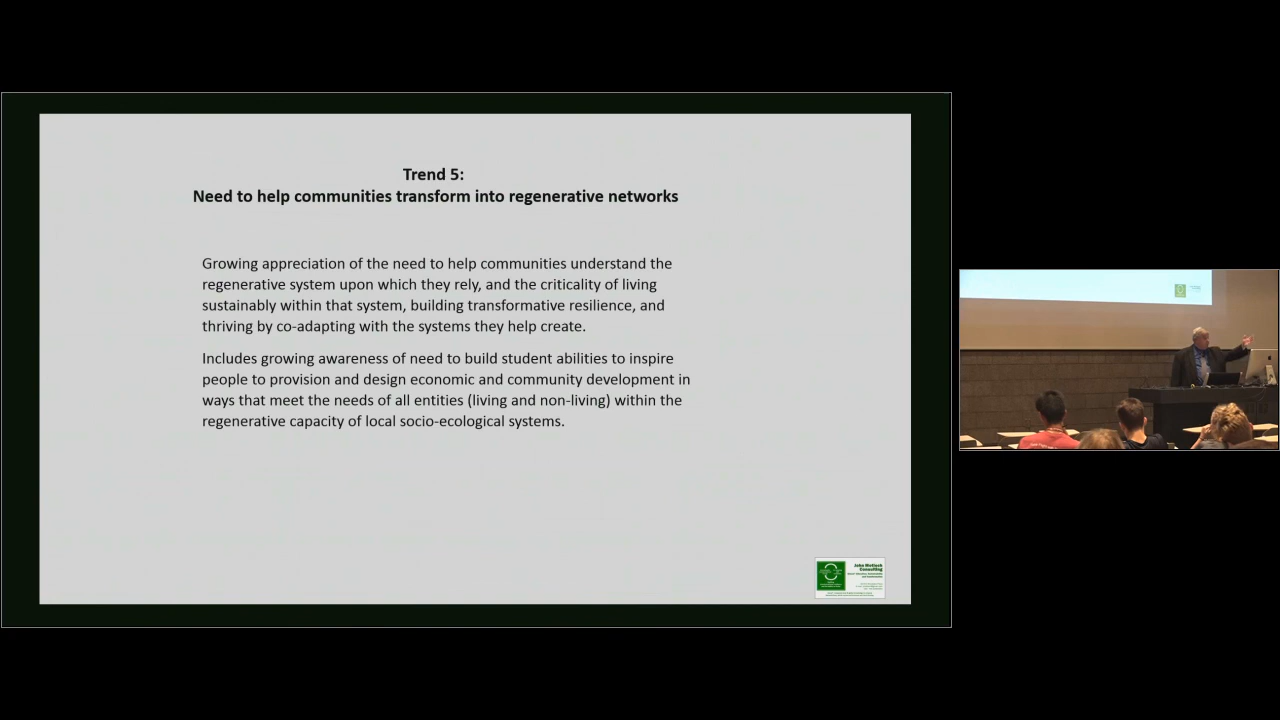 Trend 5:
Need to help communities transform into regenerative networks
Growing appreciation of the need to help communities understand the
regenerative system upon which they rely, and the criticality of living
sustainably within that system, building transformative resilience, and
thriving by co-adapting with the systems they help create.
Includes growing awareness of need to build student abilities to inspire
people to provision and design economic and community development in
ways that meet the needs of all entities (living and non-living) within the
regenerative capacity of local socio-ecological systems.
Consulting